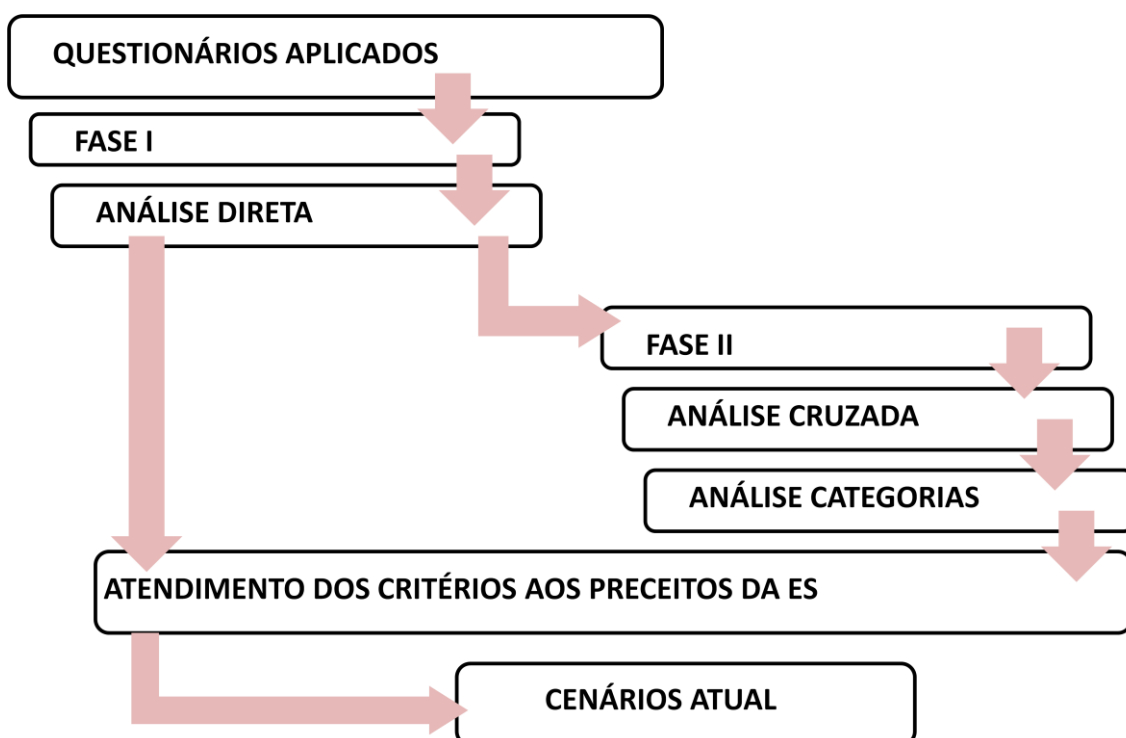 QUESTIONÁRIOS APLICADOS
FASE I
ANÁLISE DIRETA
FASE II
ANÁLISE CRUZADA
ANÁLISE CATEGORIAS
ATENDIMENTO DOS CRITÉRIOS AOS PRECEITOS DA ES
CENÁRIOS ATUAL